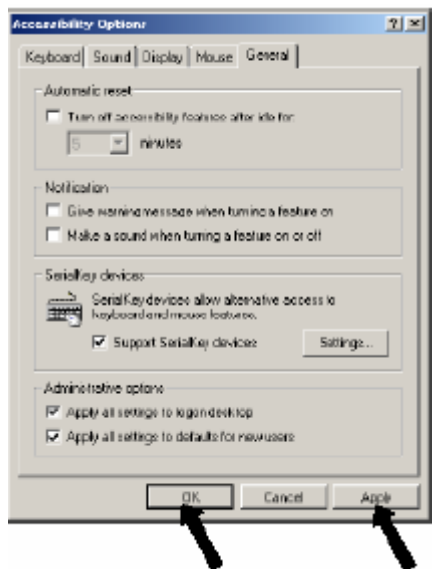 Accessibility Options
Keyboard Sound Display Mouse General
Automatic reset
Turn off accessibility features after idle for:
5 minutes
Notification
Give warning message when turning a feature on
Make a sound when turning a feature on or off
SerialKey devices
SerialKey devices allow alternative access to
keyboard and mouse features.
Support SerialKey devices Settings...
Administrative options
Apply all settings to logon desktop
Apply all settings to defaults for new users
OK Cancel Apply